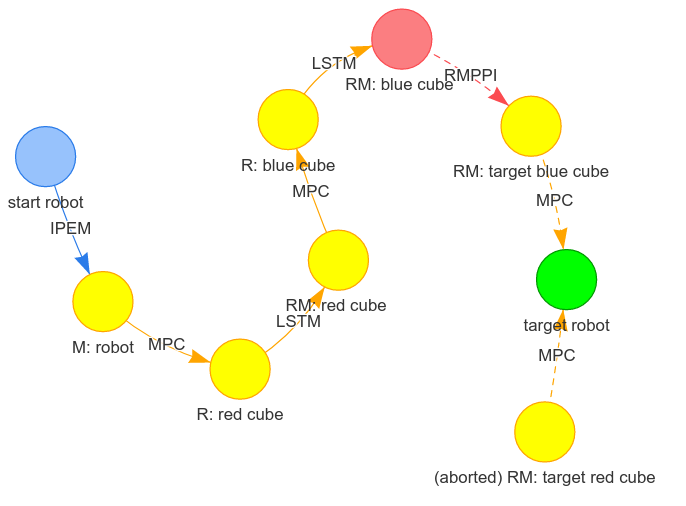 LSTM
RMPPI
RM: blue cube
R: blue cube
RM: target blue cube
MPC
MPC
start robot
IPEM
RM: red cube
LSTM
target robot
M: robot
MPC
MPC
R: red cube
(aborted) RM: target red cube